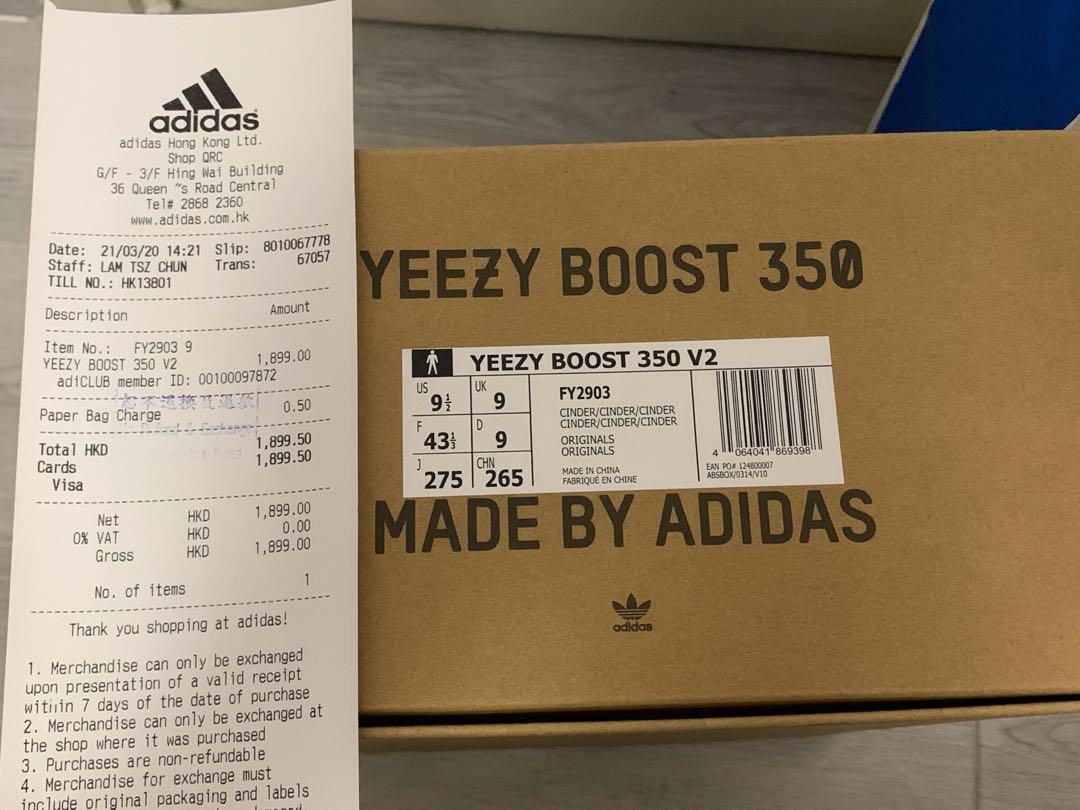 adidas
adidas Hong Kong Ltd.
Shop QRC
G/F - 3/F Hing Wai Building
36 Queen "s Road Central
Tel# 2868 2360
www.adidas.com.hk
Date: 21/03/20 14:21 Slip: 8010067778
Staff: LAM TSZ CHUN Trans: 67057
TILL NO.: HK13801
Description Amount
Item No.: FY2903 9
YEEZY BOOST 350 V2 1,899.00
adiCLUB member ID: 00100097872
Paper Bag Charge 0.50
Total HKD 1,899.50
Cards 1,899.50
Visa
Net HKD 1,899.00
0% VAT HKD 0.00
Gross HKD 1,899.00
No. of items 1
Thank you shopping at adidas!
1. Merchandise can only be exchanged
upon presentation of a valid receipt
within 7 days of the date of purchase
2. Merchandise can only be exchanged at
the shop where it was purchased
3. Purchases are non-refundable
4. Merchandise for exchange must
include original packaging and labels
YEEZY BOOST 350
YEEZY BOOST 350 V2
US 9½ UK 9
F 43⅓ D 9
J 275 CHN 265
FY2903
CINDER/CINDER/CINDER
CINDER/CINDER/CINDER
ORIGINALS
ORIGINALS
MADE IN CHINA
FABRIQUÉ EN CHINE
4 064041 869398
EAN PO# 124800007
ABSBOX/0314/V10
MADE BY ADIDAS
adidas